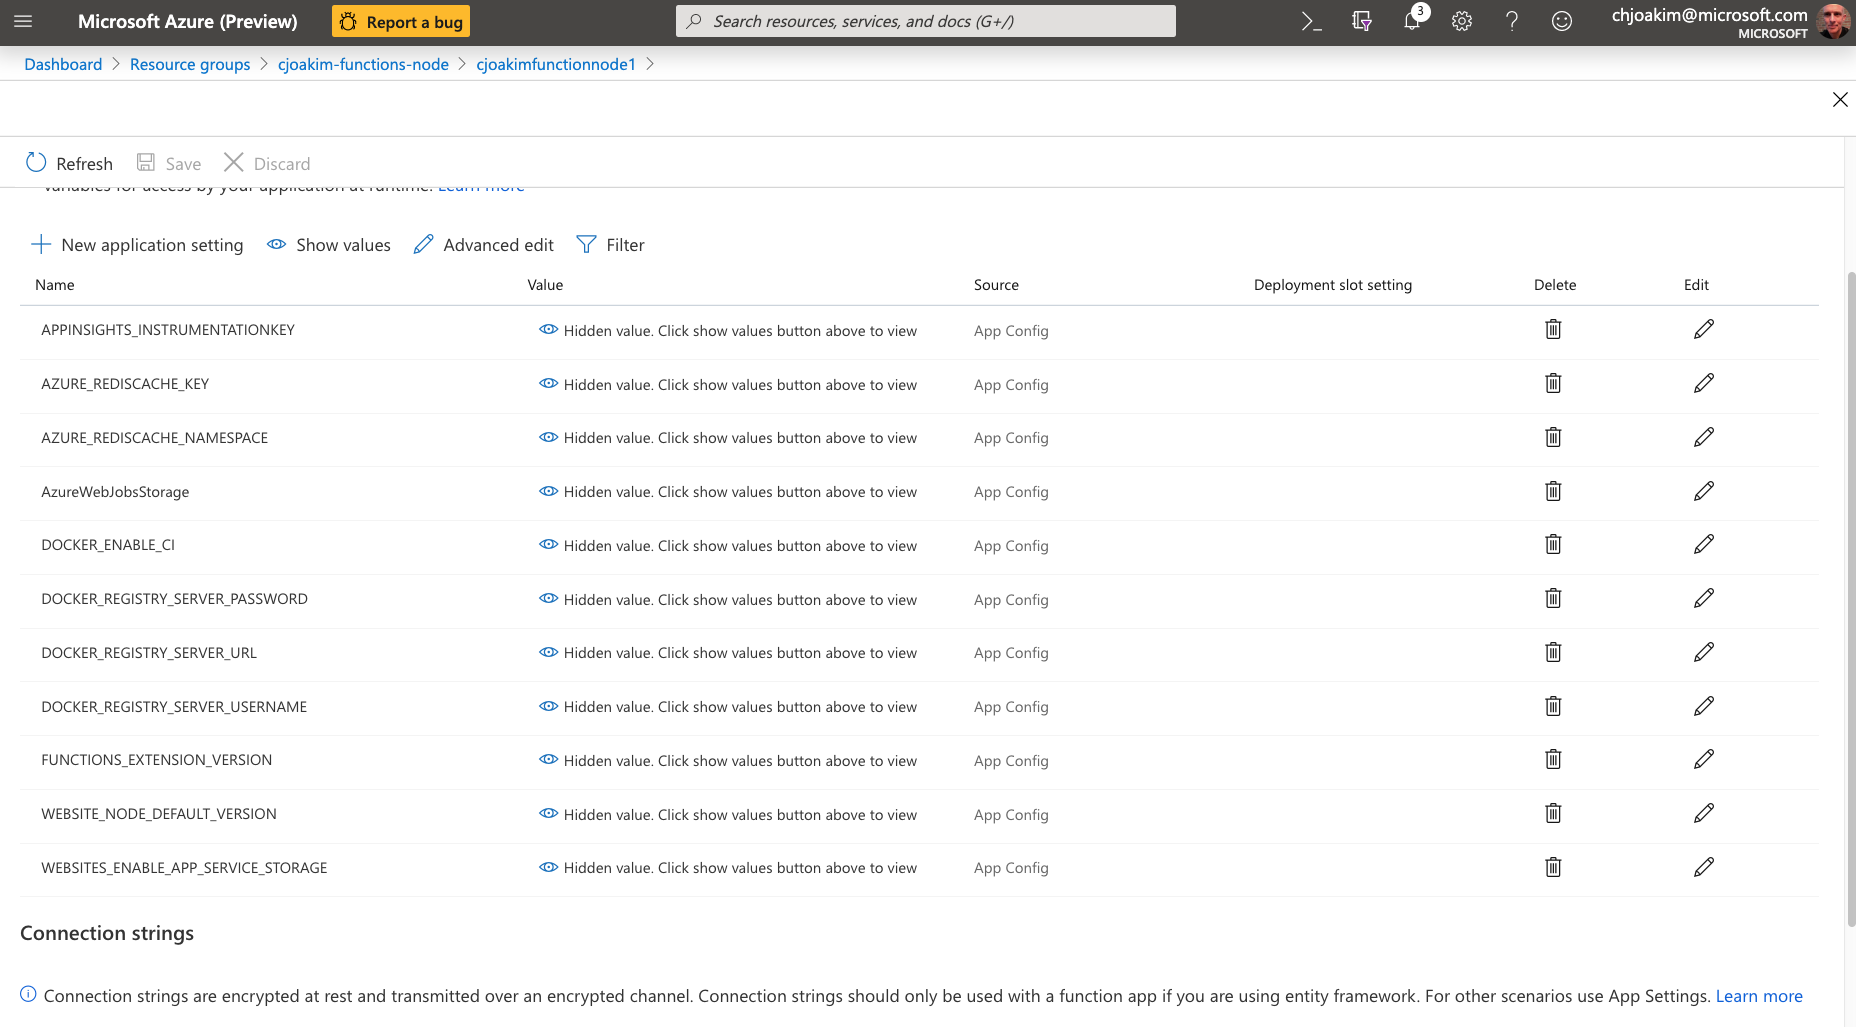 Microsoft Azure (Preview) Report a bug Search resources, services, and docs (G+/) 3 chjoakim@microsoft.com
MICROSOFT
Dashboard > Resource groups > cjoakim-functions-node > cjoakimfunctionnode1 >
Refresh Save Discard
variables for access by your application at runtime. Learn more
New application setting Show values Advanced edit Filter
Name Value Source Deployment slot setting Delete Edit
APPINSIGHTS_INSTRUMENTATIONKEY Hidden value. Click show values button above to view App Config
AZURE_REDISCACHE_KEY Hidden value. Click show values button above to view App Config
AZURE_REDISCACHE_NAMESPACE Hidden value. Click show values button above to view App Config
AzureWebJobsStorage Hidden value. Click show values button above to view App Config
DOCKER_ENABLE_CI Hidden value. Click show values button above to view App Config
DOCKER_REGISTRY_SERVER_PASSWORD Hidden value. Click show values button above to view App Config
DOCKER_REGISTRY_SERVER_URL Hidden value. Click show values button above to view App Config
DOCKER_REGISTRY_SERVER_USERNAME Hidden value. Click show values button above to view App Config
FUNCTIONS_EXTENSION_VERSION Hidden value. Click show values button above to view App Config
WEBSITE_NODE_DEFAULT_VERSION Hidden value. Click show values button above to view App Config
WEBSITES_ENABLE_APP_SERVICE_STORAGE Hidden value. Click show values button above to view App Config
Connection strings
Connection strings are encrypted at rest and transmitted over an encrypted channel. Connection strings should only be used with a function app if you are using entity framework. For other scenarios use App Settings. Learn more